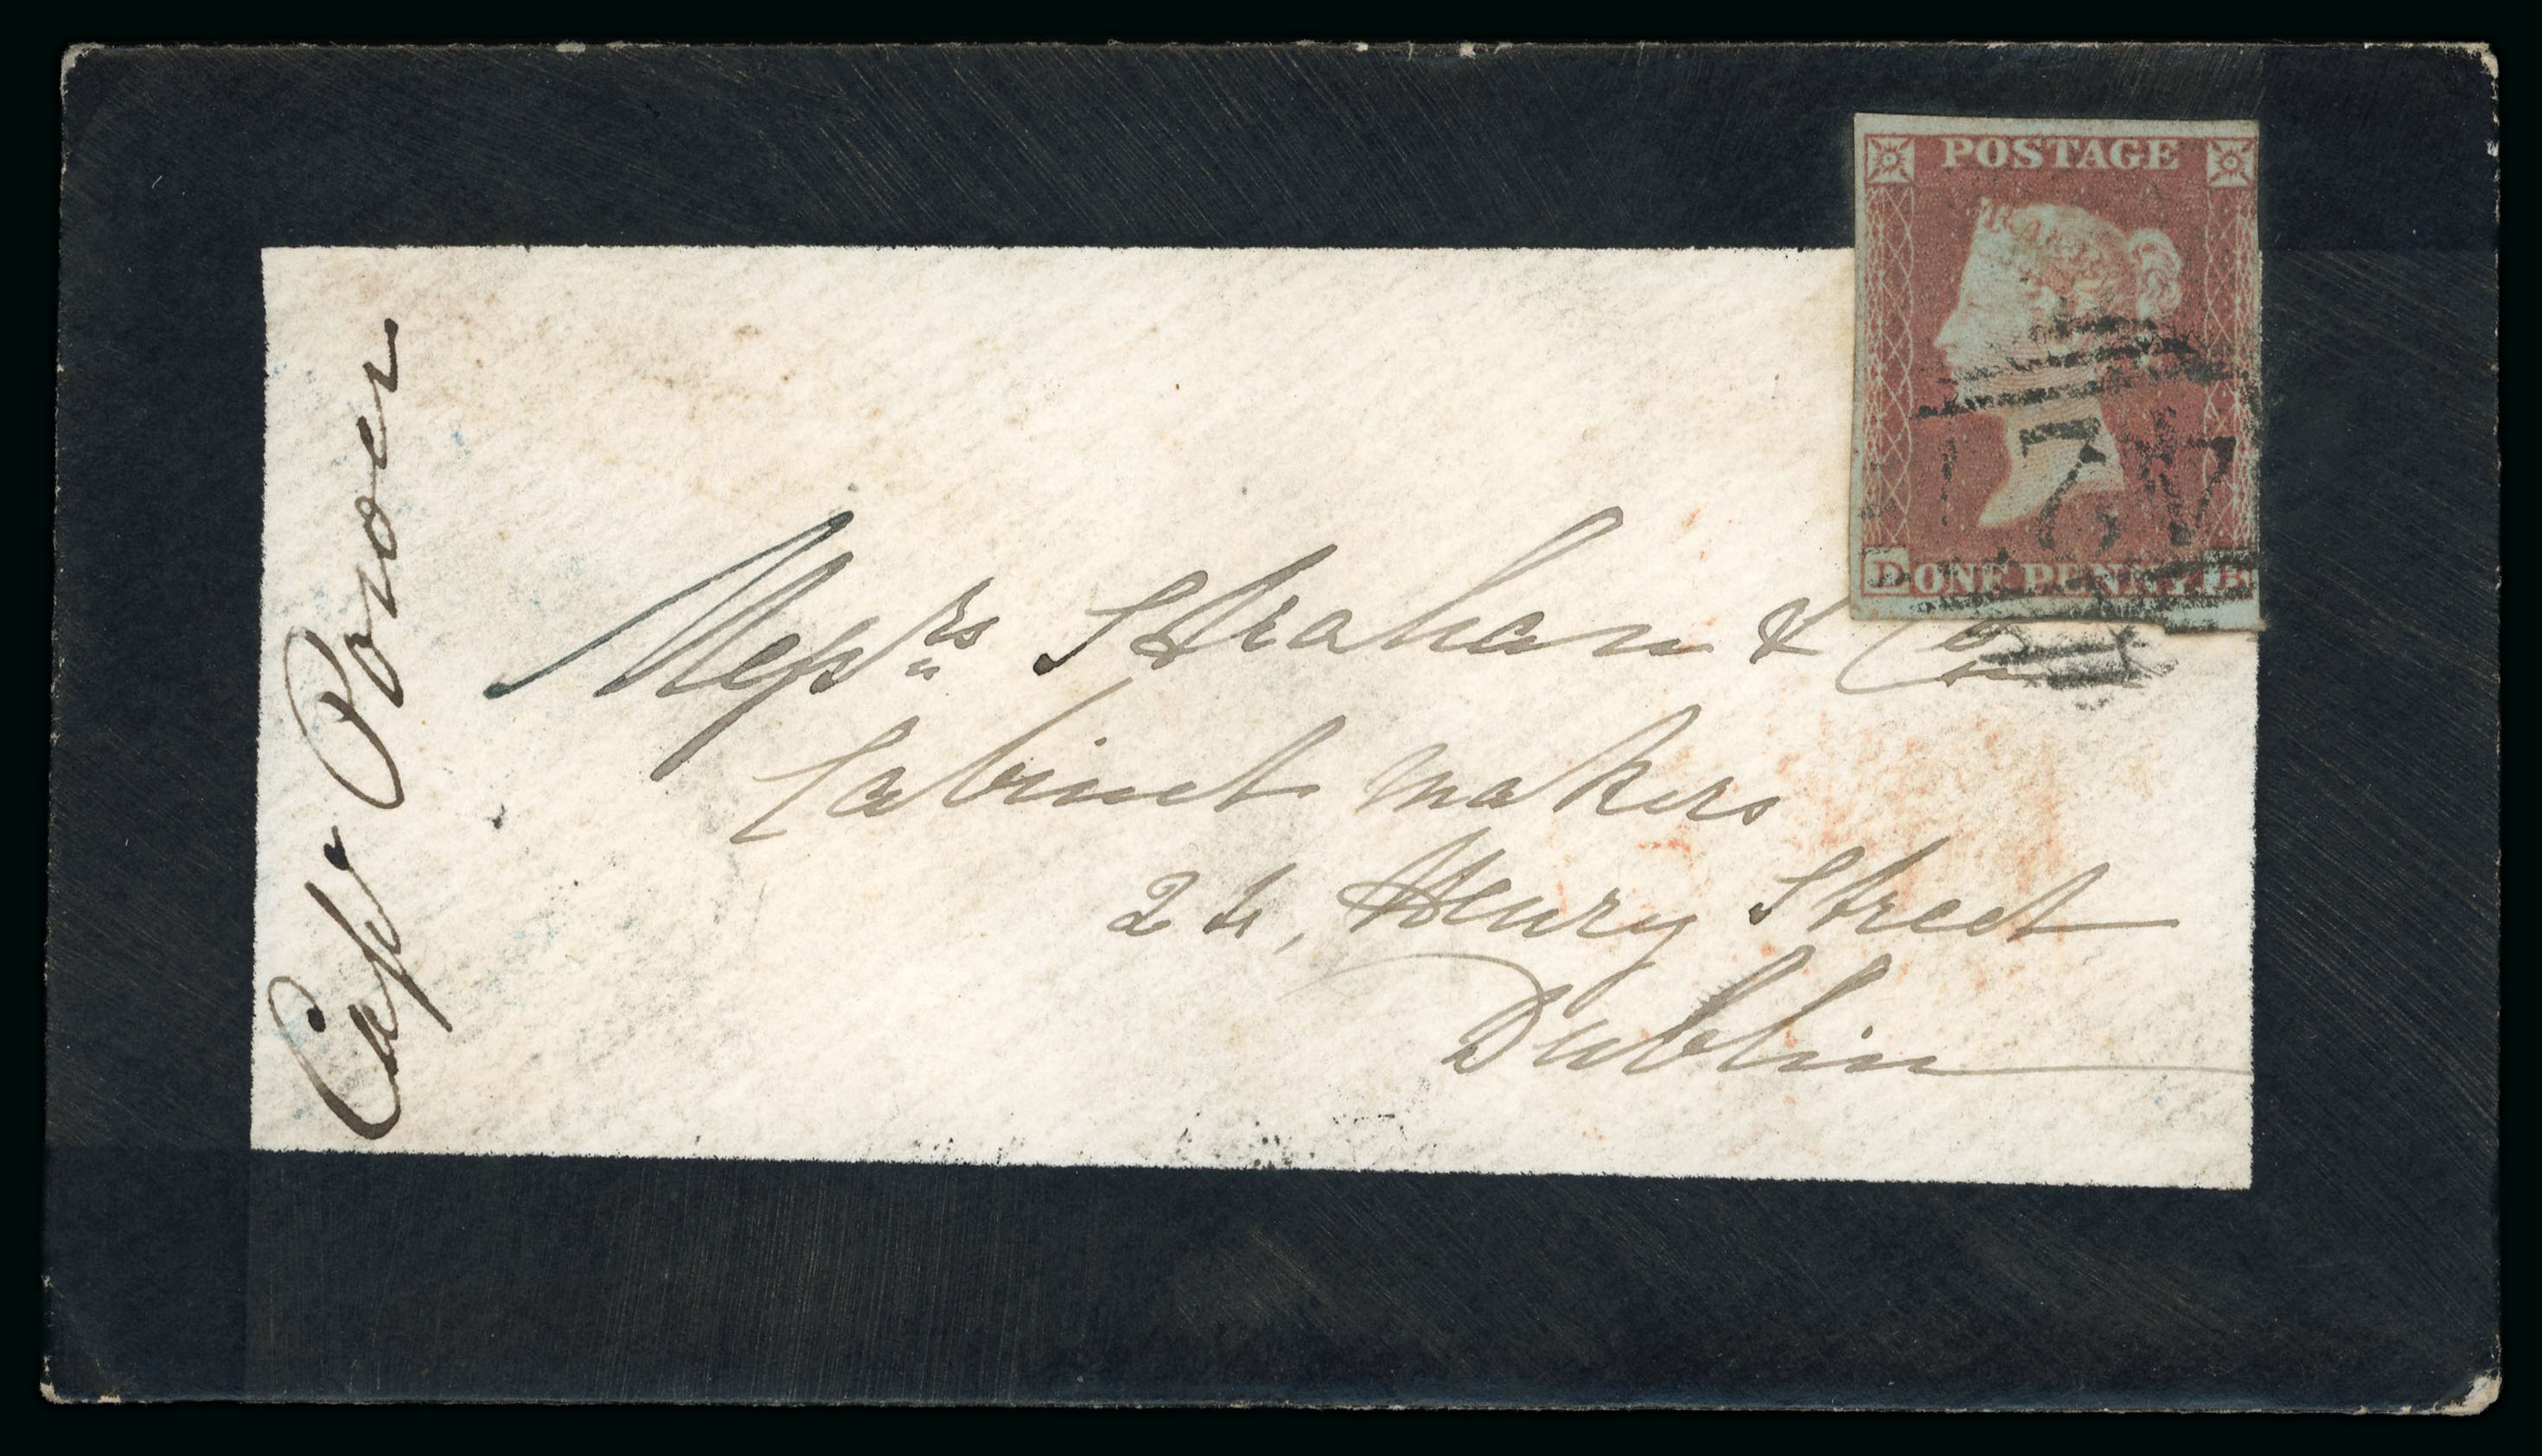 POSTAGE
ONE PENNY
Capt Power
Messrs Strahan & Co
Cabinet makers
24, Henry Street
Dublin